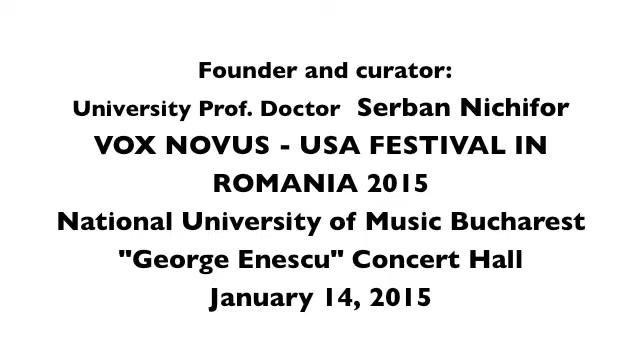 Founder and curator:
University Prof. Doctor Serban Nichifor
VOX NOVUS - USA FESTIVAL IN
ROMANIA 2015
National University of Music Bucharest
"George Enescu" Concert Hall
January 14, 2015